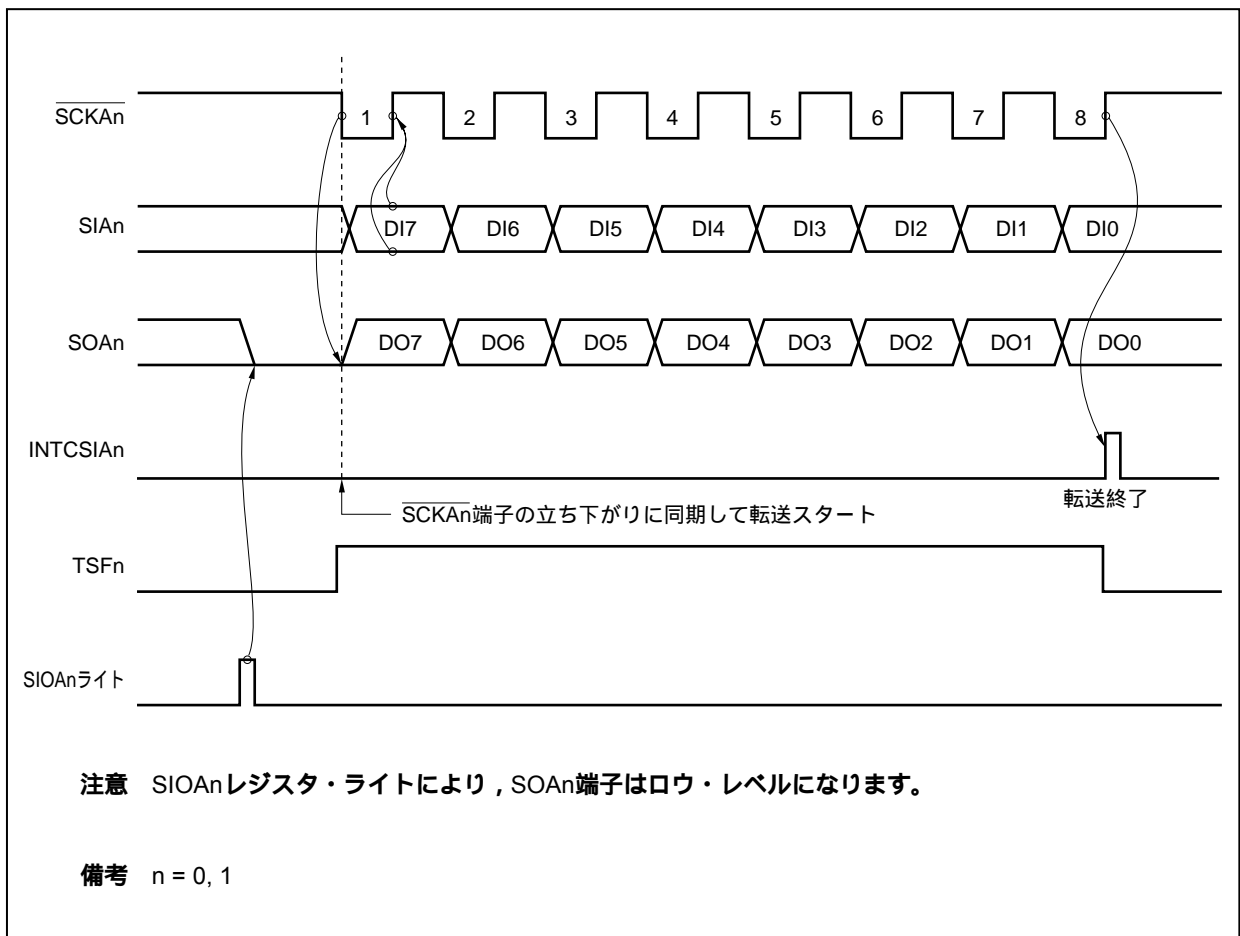 SCKAn
1 2 3 4 5 6 7 8
SIAn
DI7 DI6 DI5 DI4 DI3 DI2 DI1 DI0
SOAn
DO7 DO6 DO5 DO4 DO3 DO2 DO1 DO0
INTCSIAn
転送終了
SCKAn端子の立ち下がりに同期して転送スタート
TSFn
SIOAnライト
注意 SIOAnレジスタ・ライトにより，SOAn端子はロウ・レベルになります。
備考 n = 0, 1